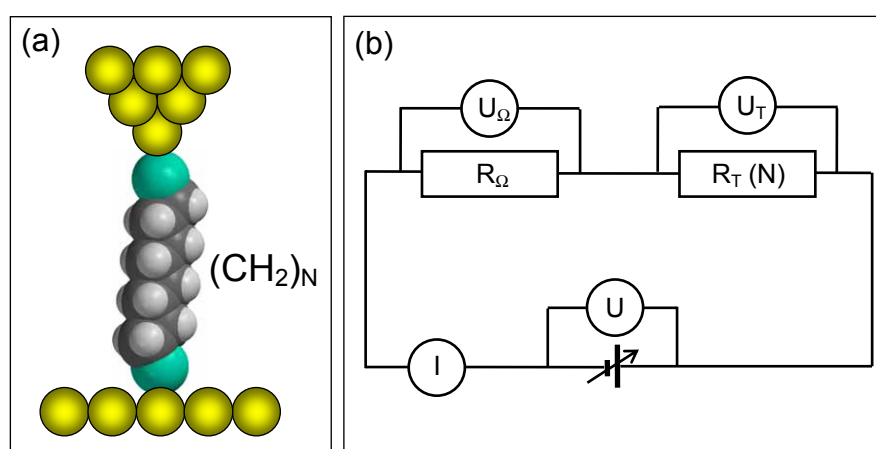 (a)
(CH₂)N
(b)
UΩ
UT
RΩ
RT (N)
U
I